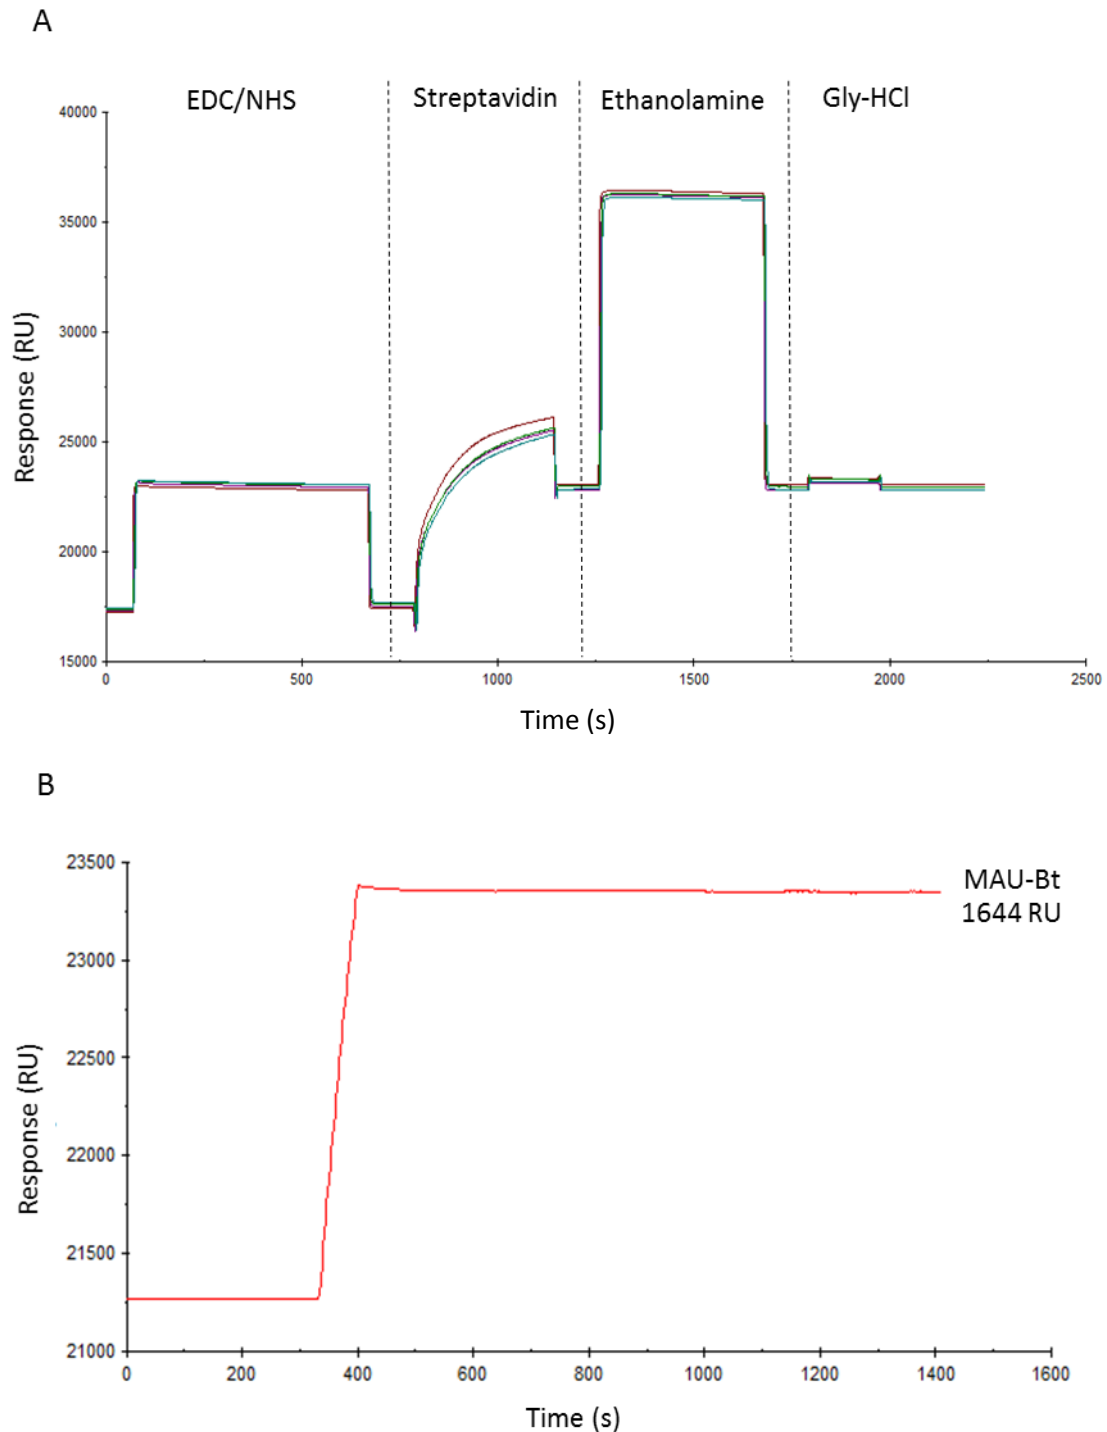 A
EDC/NHS
Streptavidin
Ethanolamine
Gly-HCl
40000
35000
30000
25000
20000
15000
Response (RU)
0
500
1000
1500
2000
2500
Time (s)
B
23500
23000
22500
22000
21500
21000
Response (RU)
MAU-Bt
1644 RU
0
200
400
600
800
1000
1200
1400
1600
Time (s)